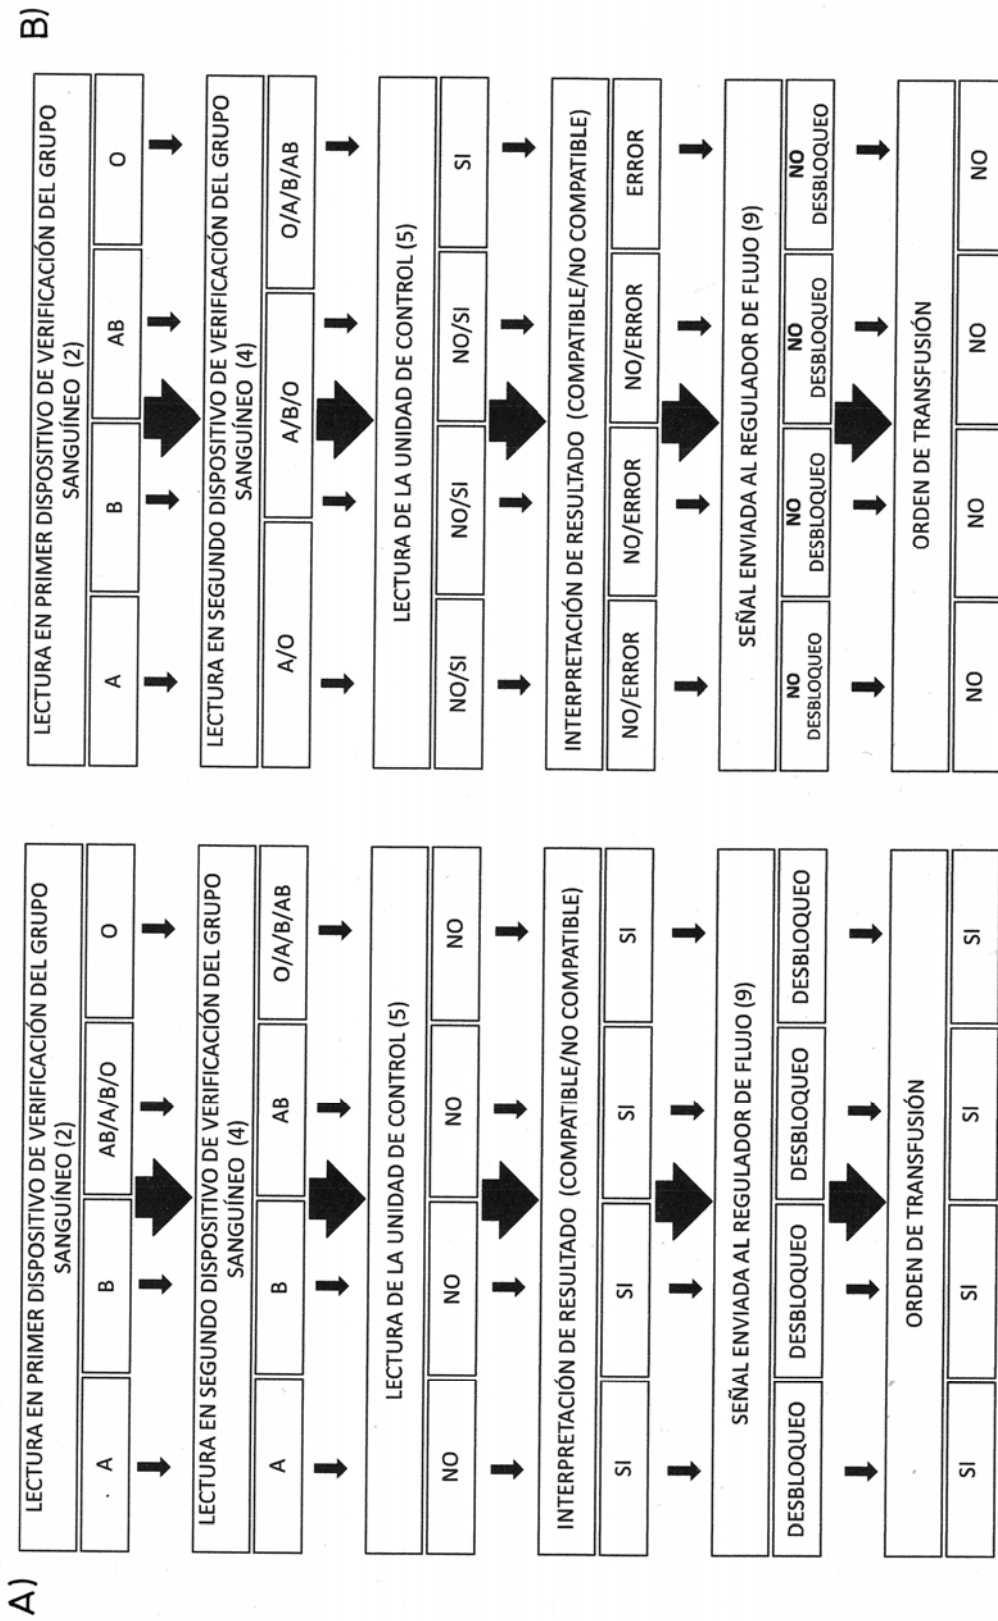 A)
LECTURA EN PRIMER DISPOSITIVO DE VERIFICACIÓN DEL GRUPO
SANGUÍNEO (2)
A B AB/A/B/O O
LECTURA EN SEGUNDO DISPOSITIVO DE VERIFICACIÓN DEL GRUPO
SANGUÍNEO (4)
A B AB O/A/B/AB
LECTURA DE LA UNIDAD DE CONTROL (5)
NO NO NO NO
INTERPRETACIÓN DE RESULTADO (COMPATIBLE/NO COMPATIBLE)
SI SI SI SI
SEÑAL ENVIADA AL REGULADOR DE FLUJO (9)
DESBLOQUEO DESBLOQUEO DESBLOQUEO DESBLOQUEO
ORDEN DE TRANSFUSIÓN
SI SI SI SI
B)
LECTURA EN PRIMER DISPOSITIVO DE VERIFICACIÓN DEL GRUPO
SANGUÍNEO (2)
A B AB O
LECTURA EN SEGUNDO DISPOSITIVO DE VERIFICACIÓN DEL GRUPO
SANGUÍNEO (4)
A/O A/B/O O/A/B/AB
LECTURA DE LA UNIDAD DE CONTROL (5)
NO/SI NO/SI NO/SI SI
INTERPRETACIÓN DE RESULTADO (COMPATIBLE/NO COMPATIBLE)
NO/ERROR NO/ERROR NO/ERROR ERROR
SEÑAL ENVIADA AL REGULADOR DE FLUJO (9)
NO NO NO NO
DESBLOQUEO DESBLOQUEO DESBLOQUEO DESBLOQUEO
ORDEN DE TRANSFUSIÓN
NO NO NO NO